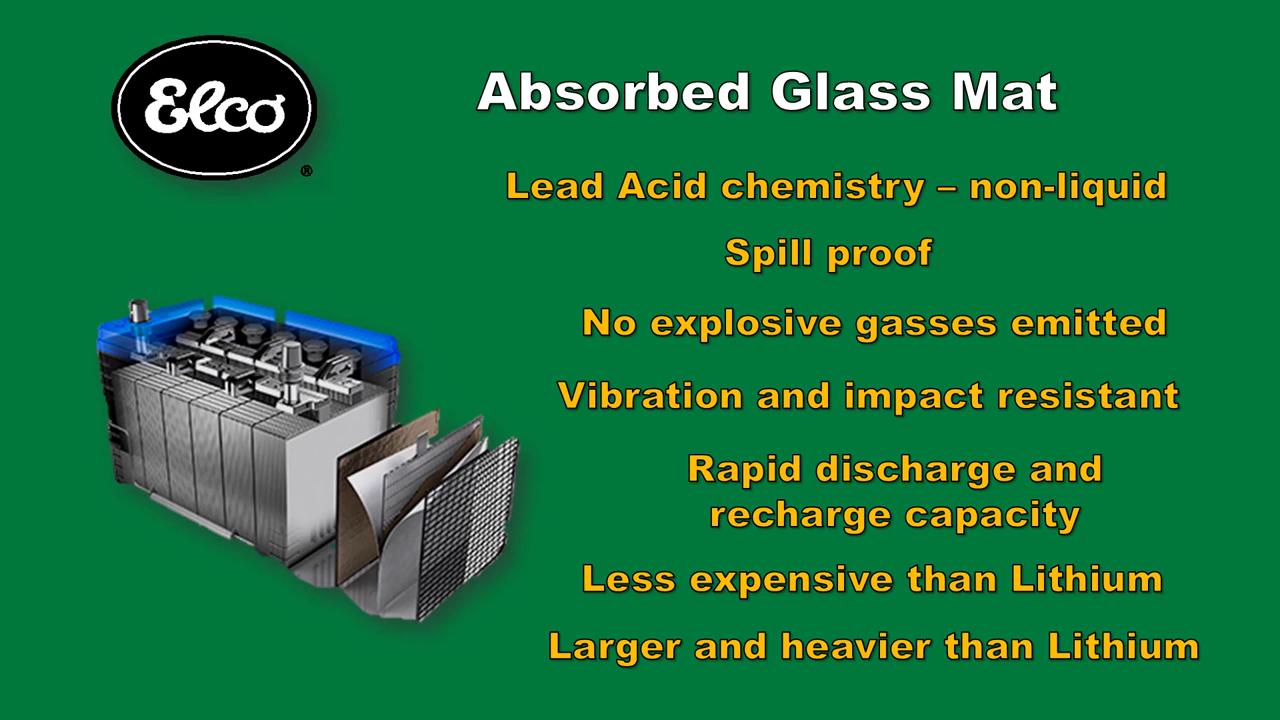 Elco
®
Absorbed Glass Mat
Lead Acid chemistry – non-liquid
Spill proof
No explosive gasses emitted
Vibration and impact resistant
Rapid discharge and
recharge capacity
Less expensive than Lithium
Larger and heavier than Lithium